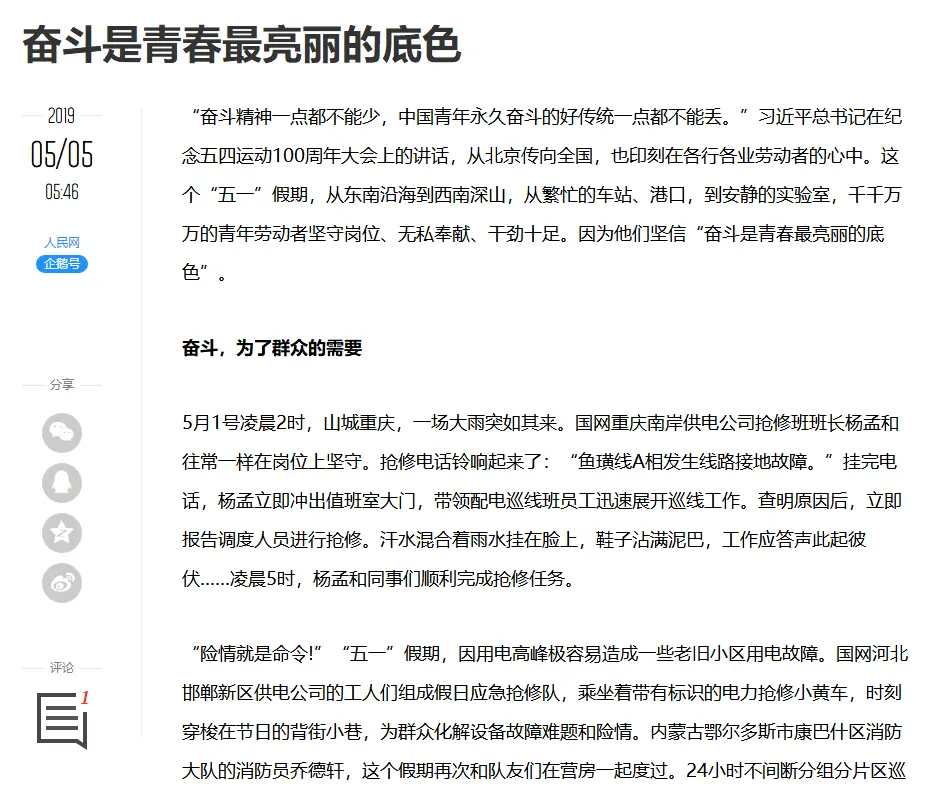 奋斗是青春最亮丽的底色
2019
05/05
05:46
人民网
企鹅号
分享
评论
1
“奋斗精神一点都不能少，中国青年永久奋斗的好传统一点都不能丢。”习近平总书记在纪
念五四运动100周年大会上的讲话，从北京传向全国，也印刻在各行各业劳动者的心中。这
个“五一”假期，从东南沿海到西南深山，从繁忙的车站、港口，到安静的实验室，千千万
万的青年劳动者坚守岗位、无私奉献、干劲十足。因为他们坚信“奋斗是青春最亮丽的底
色”。
奋斗，为了群众的需要
5月1号凌晨2时，山城重庆，一场大雨突如其来。国网重庆南岸供电公司抢修班班长杨孟和
往常一样在岗位上坚守。抢修电话铃响起来了：“鱼璜线A相发生线路接地故障。”挂完电
话，杨孟立即冲出值班室大门，带领配电巡线班员工迅速展开巡线工作。查明原因后，立即
报告调度人员进行抢修。汗水混合着雨水挂在脸上，鞋子沾满泥巴，工作应答声此起彼
伏......凌晨5时，杨孟和同事们顺利完成抢修任务。
“险情就是命令!”“五一”假期，因用电高峰极容易造成一些老旧小区用电故障。国网河北
邯郸新区供电公司的工人们组成假日应急抢修队，乘坐着带有标识的电力抢修小黄车，时刻
穿梭在节日的背街小巷，为群众化解设备故障难题和险情。内蒙古鄂尔多斯市康巴什区消防
大队的消防员乔德轩，这个假期再次和队友们在营房一起度过。24小时不间断分组分片区巡